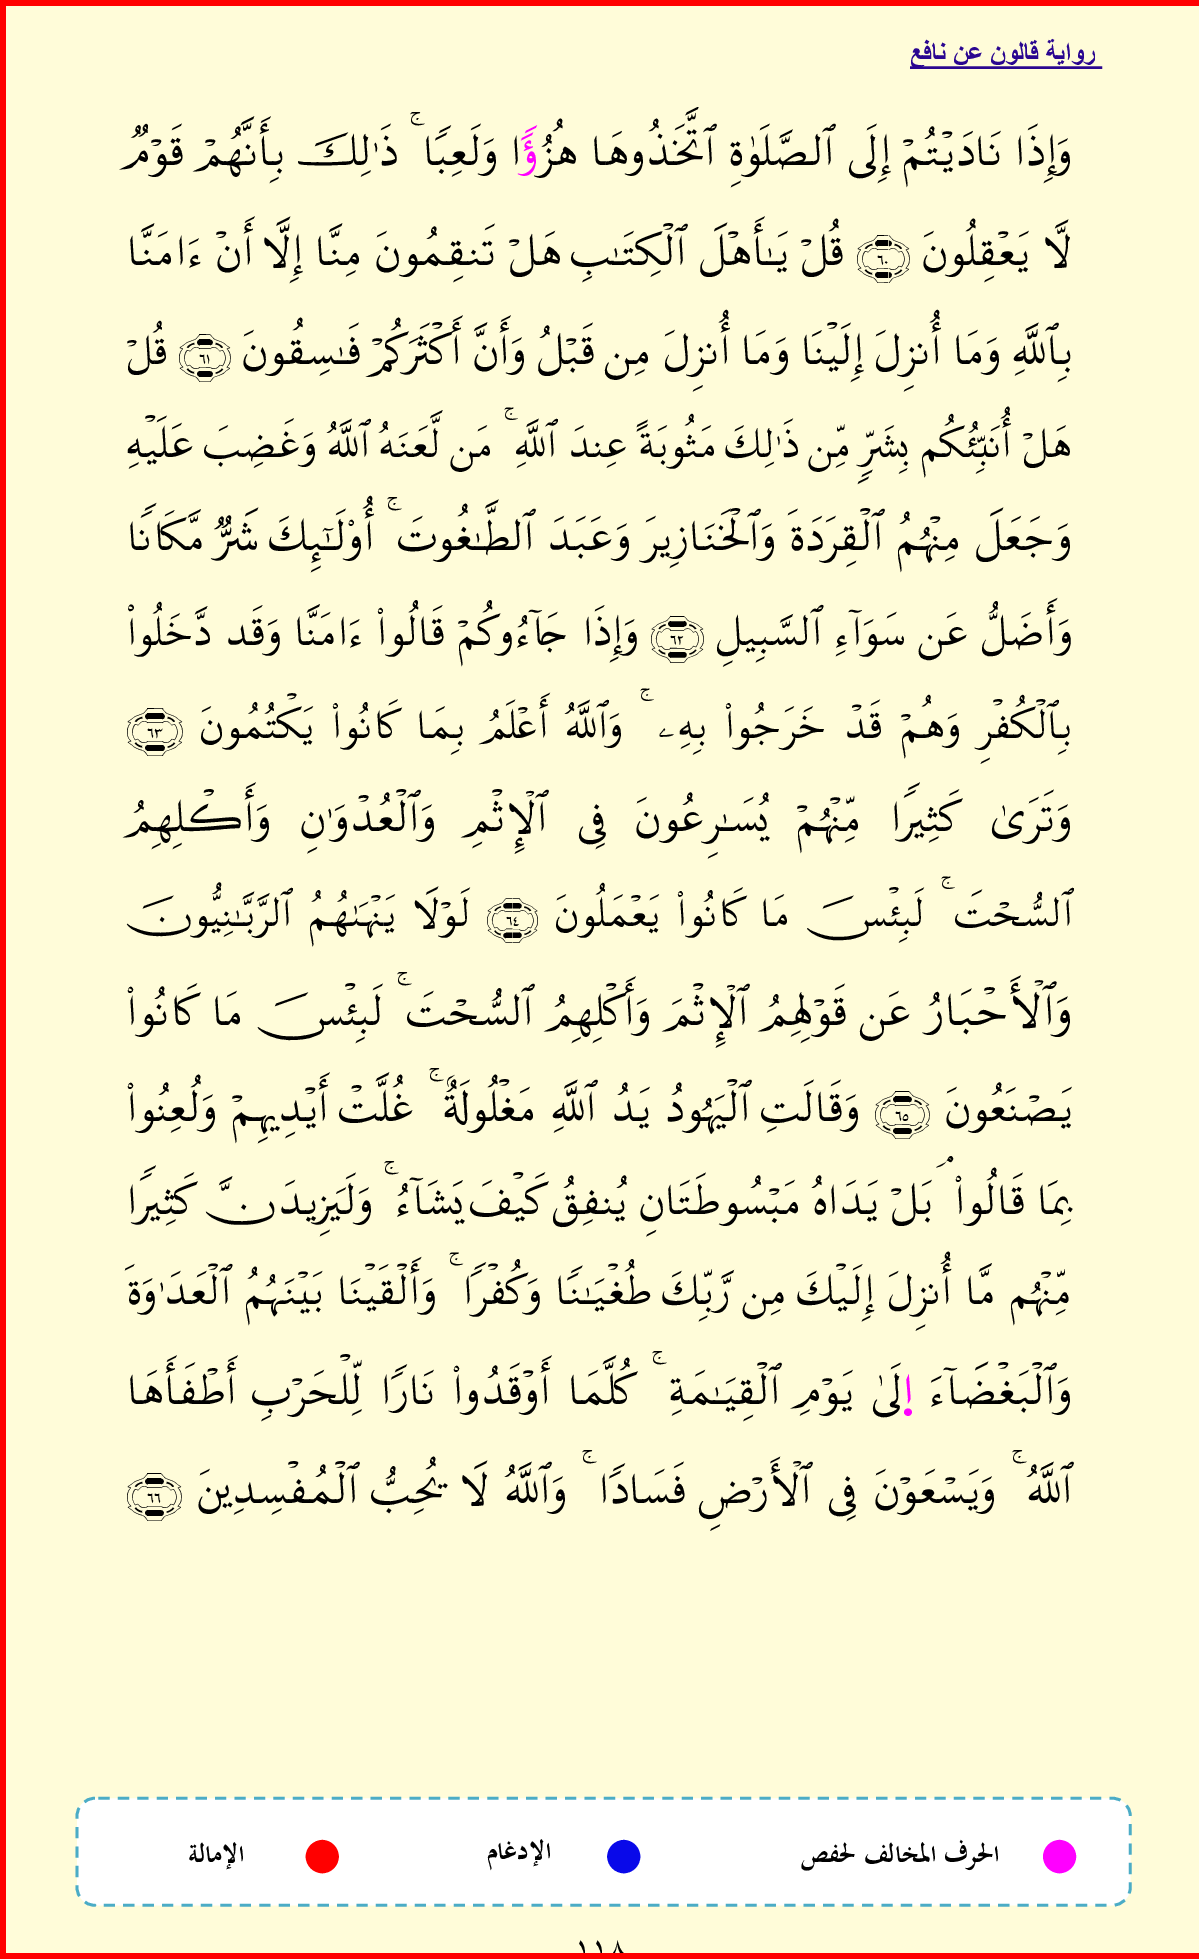 رواية قالون عن نافع
وَإِذَا نَادَيْتُمْ إِلَى ٱلصَّلَوٰةِ ٱتَّخَذُوهَا هُزُؤًا وَلَعِبًا ۚ ذَٰلِكَ بِأَنَّهُمْ قَوْمٌ
لَّا يَعْقِلُونَ ٦٠ قُلْ يَـٰأَهْلَ ٱلْكِتَـٰبِ هَلْ تَنقِمُونَ مِنَّا إِلَّا أَنْ ءَامَنَّا
بِٱللَّهِ وَمَا أُنزِلَ إِلَيْنَا وَمَا أُنزِلَ مِن قَبْلُ وَأَنَّ أَكْثَرَكُمْ فَـٰسِقُونَ ٦١ قُلْ
هَلْ أُنَبِّئُكُم بِشَرٍّ مِّن ذَٰلِكَ مَثُوبَةً عِندَ ٱللَّهِ ۚ مَن لَّعَنَهُ ٱللَّهُ وَغَضِبَ عَلَيْهِ
وَجَعَلَ مِنْهُمُ ٱلْقِرَدَةَ وَٱلْخَنَازِيرَ وَعَبَدَ ٱلطَّـٰغُوتَ ۚ أُوْلَـٰٓئِكَ شَرٌّ مَّكَانًا
وَأَضَلُّ عَن سَوَآءِ ٱلسَّبِيلِ ٦٢ وَإِذَا جَآءُوكُمْ قَالُواْ ءَامَنَّا وَقَد دَّخَلُواْ
بِٱلْكُفْرِ وَهُمْ قَدْ خَرَجُواْ بِهِۦ ۚ وَٱللَّهُ أَعْلَمُ بِمَا كَانُواْ يَكْتُمُونَ ٦٣
وَتَرَىٰ كَثِيرًا مِّنْهُمْ يُسَـٰرِعُونَ فِى ٱلْإِثْمِ وَٱلْعُدْوَٰنِ وَأَكْلِهِمُ
ٱلسُّحْتَ ۚ لَبِئْسَ مَا كَانُواْ يَعْمَلُونَ ٦٤ لَوْلَا يَنْهَىٰهُمُ ٱلرَّبَّـٰنِيُّونَ
وَٱلْأَحْبَارُ عَن قَوْلِهِمُ ٱلْإِثْمَ وَأَكْلِهِمُ ٱلسُّحْتَ ۚ لَبِئْسَ مَا كَانُواْ
يَصْنَعُونَ ٦٥ وَقَالَتِ ٱلْيَهُودُ يَدُ ٱللَّهِ مَغْلُولَةٌ ۚ غُلَّتْ أَيْدِيهِمْ وَلُعِنُواْ
بِمَا قَالُواْ ۘ بَلْ يَدَاهُ مَبْسُوطَتَانِ يُنفِقُ كَيْفَ يَشَآءُ ۚ وَلَيَزِيدَنَّ كَثِيرًا
مِّنْهُم مَّا أُنزِلَ إِلَيْكَ مِن رَّبِّكَ طُغْيَـٰنًا وَكُفْرًا ۚ وَأَلْقَيْنَا بَيْنَهُمُ ٱلْعَدَٰوَةَ
وَٱلْبَغْضَآءَ اِ۪لَىٰ يَوْمِ ٱلْقِيَـٰمَةِ ۚ كُلَّمَا أَوْقَدُواْ نَارًا لِّلْحَرْبِ أَطْفَأَهَا
ٱللَّهُ ۚ وَيَسْعَوْنَ فِى ٱلْأَرْضِ فَسَادًا ۚ وَٱللَّهُ لَا يُحِبُّ ٱلْمُفْسِدِينَ ٦٦
الحرف المخالف لحفص الإدغام الإمالة
١١٨